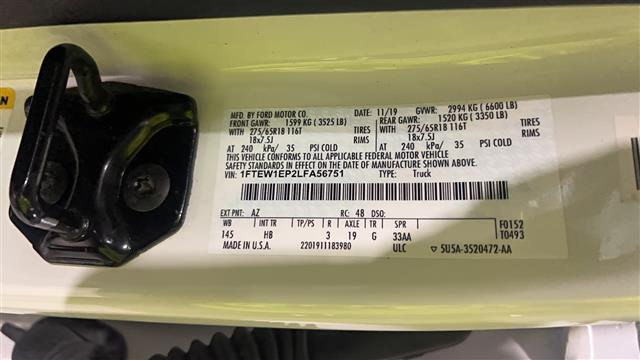 MFD. BY FORD MOTOR CO.
11/19 GVWR: 2994 KG (6600 LB)
FRONT GAWR: 1599 KG (3525 LB)
REAR GAWR: 1520 KG (3350 LB)
WITH 275/65R18 116T TIRES
WITH 275/65R18 116T TIRES
18x7.5J RIMS
18x7.5J RIMS
AT 240 kPa/ 35 PSI COLD
AT 240 kPa/ 35 PSI COLD
THIS VEHICLE CONFORMS TO ALL APPLICABLE FEDERAL MOTOR VEHICLE
SAFETY STANDARDS IN EFFECT ON THE DATE OF MANUFACTURE SHOWN ABOVE.
VIN: 1FTEW1EP2LFA56751 TYPE: Truck
EXT PNT: AZ RC: 48 DSO:
WB INT TR TP/PS R AXLE TR SPR F0152
145 HB 3 19 G 33AA T0493
MADE IN U.S.A. 2201911183980 ULC 5U5A-3520472-AA